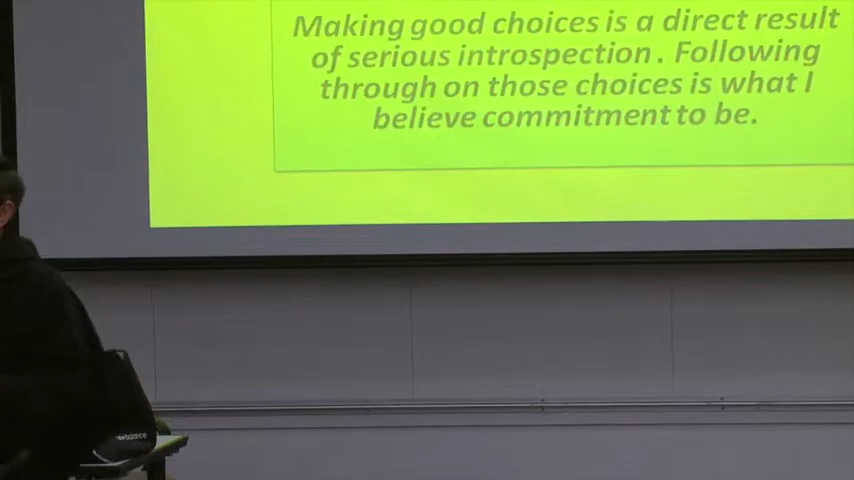 Making good choices is a direct result
of serious introspection . Following
through on those choices is what I
believe commitment to be.
newbalance